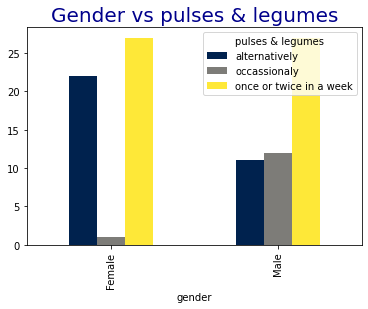 Gender vs pulses & legumes
pulses & legumes
alternatively
occassionaly
once or twice in a week
25
20
15
10
5
0
Female
Male
gender